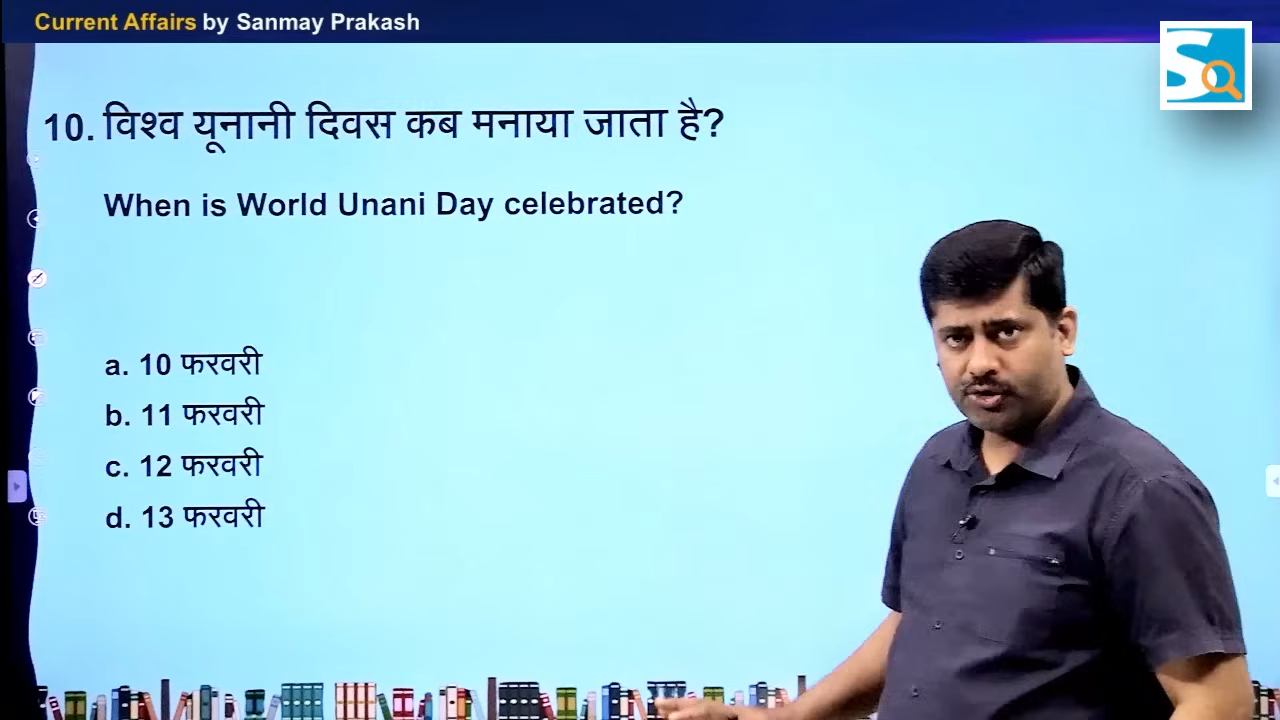 Current Affairs by Sanmay Prakash
SQ
10. विश्व यूनानी दिवस कब मनाया जाता है?
When is World Unani Day celebrated?
a. 10 फरवरी
b. 11 फरवरी
c. 12 फरवरी
d. 13 फरवरी